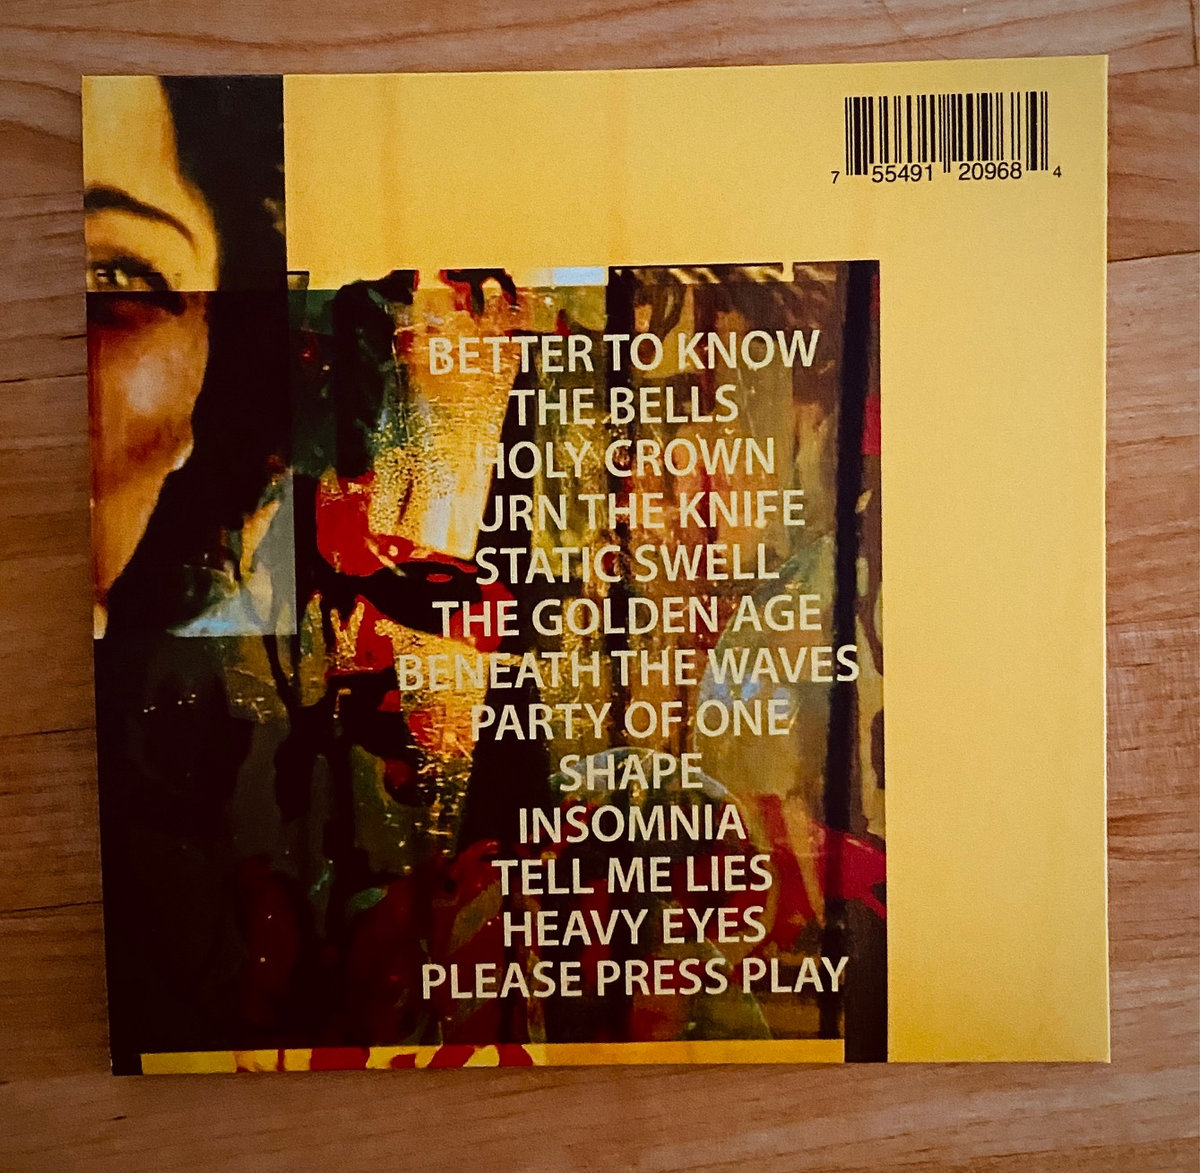 7 55491 20968 4
BETTER TO KNOW
THE BELLS
HOLY CROWN
TURN THE KNIFE
STATIC SWELL
THE GOLDEN AGE
BENEATH THE WAVES
PARTY OF ONE
SHAPE
INSOMNIA
TELL ME LIES
HEAVY EYES
PLEASE PRESS PLAY